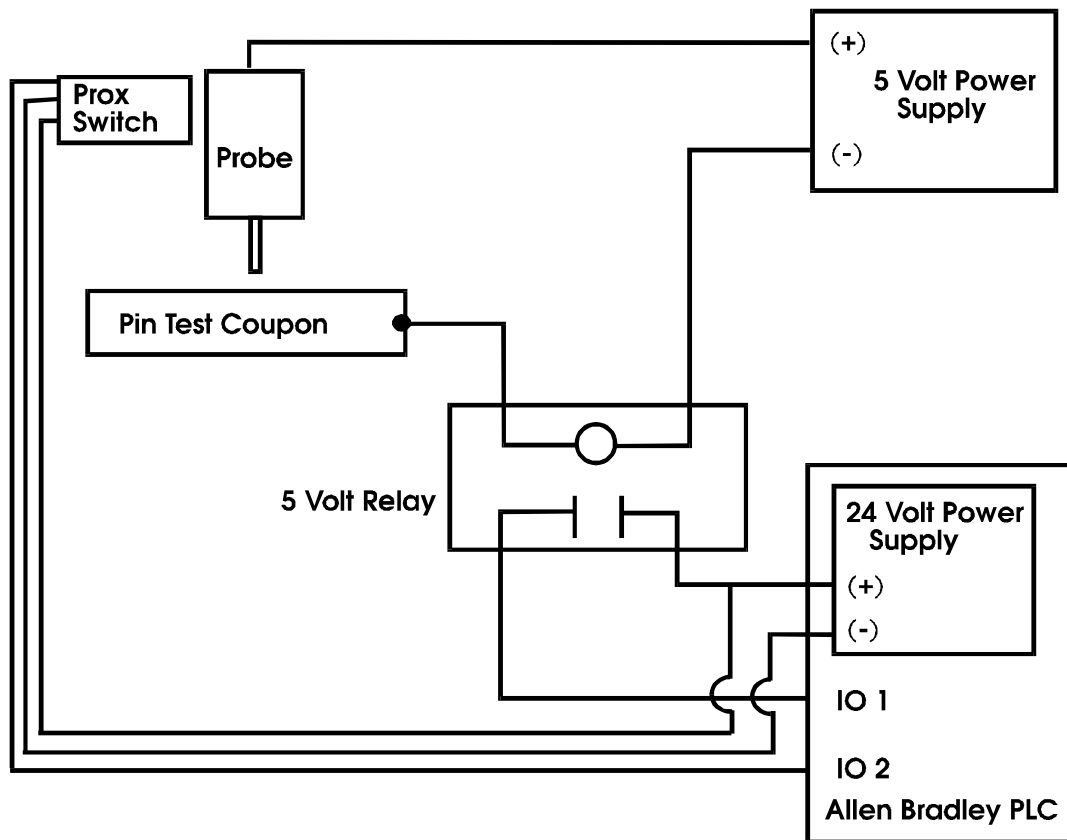 (+)
5 Volt Power
Supply
(-)
Prox
Switch
Probe
Pin Test Coupon
5 Volt Relay
24 Volt Power
Supply
(+)
(-)
IO 1
IO 2
Allen Bradley PLC